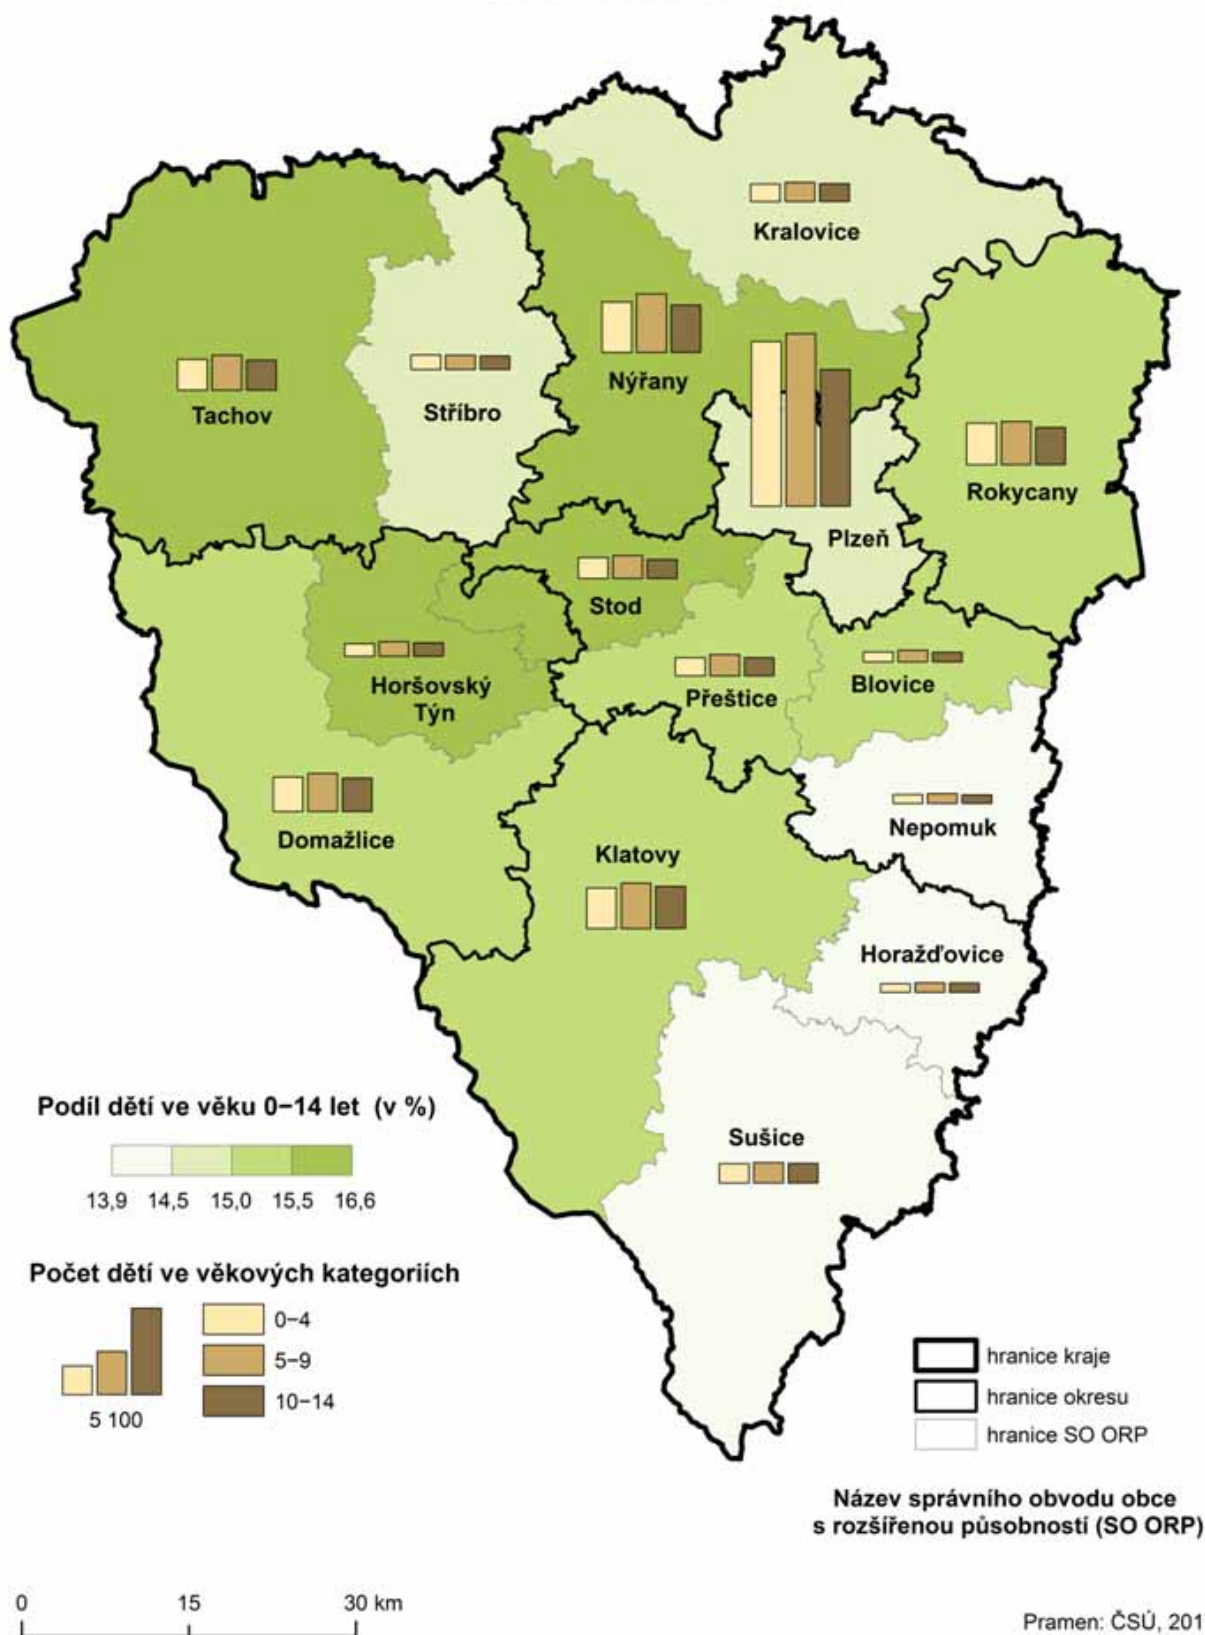 Kralovice
Nýřany
Tachov
Stříbro
Rokycany
Plzeň
Stod
Horšovský
Týn
Přeštice
Blovice
Nepomuk
Domažlice
Klatovy
Horažďovice
Sušice
Podíl dětí ve věku 0–14 let (v %)
13,9 14,5 15,0 15,5 16,6
Počet dětí ve věkových kategoriích
0–4
5–9
10–14
5 100
hranice kraje
hranice okresu
hranice SO ORP
Název správního obvodu obce
s rozšířenou působností (SO ORP)
0 15 30 km
Pramen: ČSÚ, 201